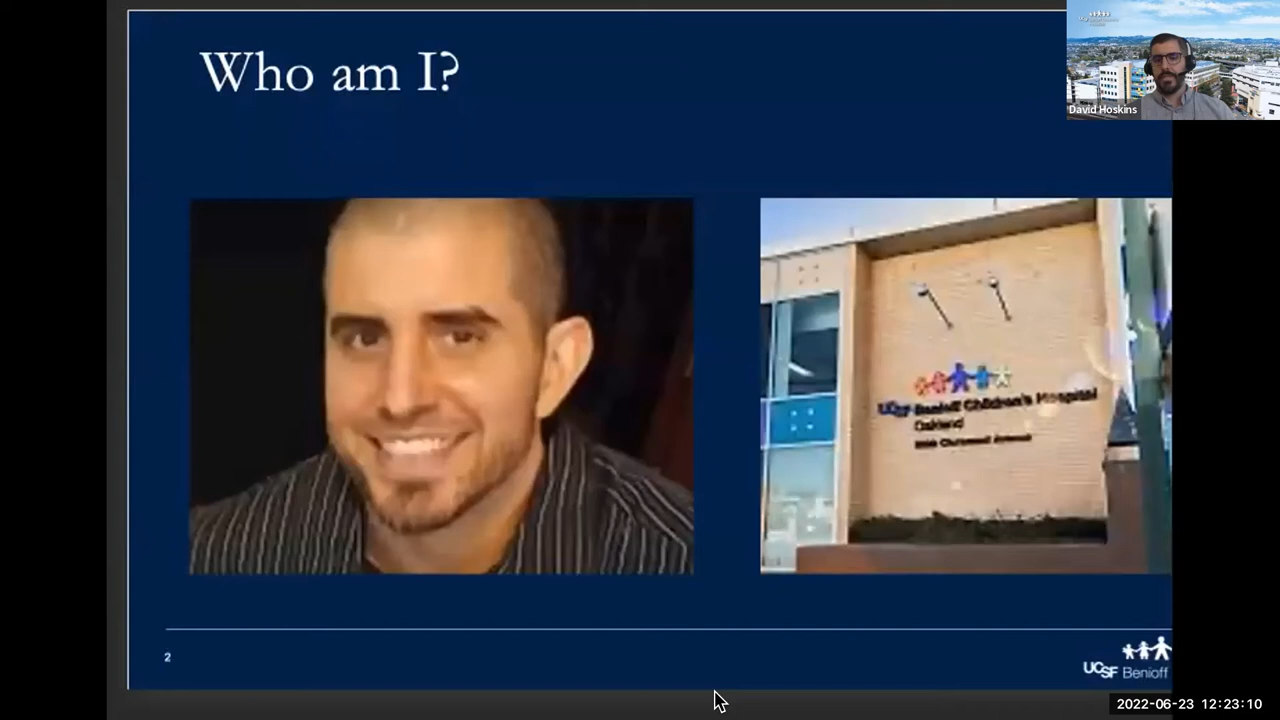 Who am I?
David Hoskins
UCSF Benioff Children's Hospital
Oakland
2
UCSF Benioff
2022-06-23 12:23:10